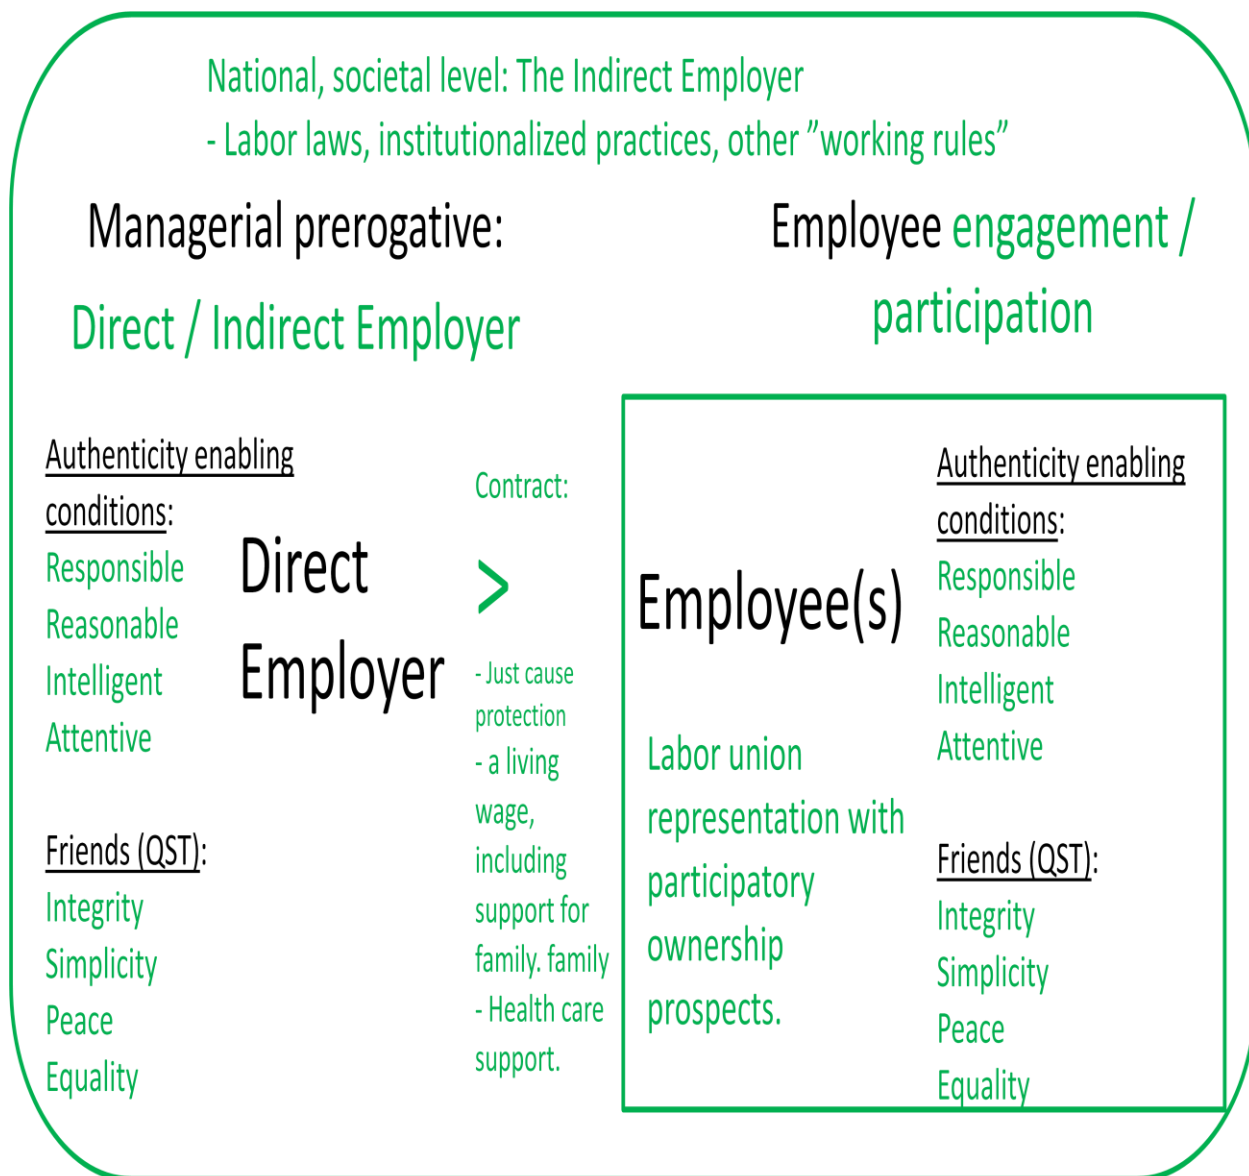 National, societal level: The Indirect Employer
- Labor laws, institutionalized practices, other ”working rules”
Managerial prerogative:
Direct / Indirect Employer
Employee engagement /
participation
Authenticity enabling
conditions:
Responsible
Reasonable
Intelligent
Attentive
Friends (QST):
Integrity
Simplicity
Peace
Equality
Direct
Employer
Contract:
>
- Just cause
protection
- a living
wage,
including
support for
family. family
- Health care
support.
Employee(s)
Labor union
representation with
participatory
ownership
prospects.
Authenticity enabling
conditions:
Responsible
Reasonable
Intelligent
Attentive
Friends (QST):
Integrity
Simplicity
Peace
Equality